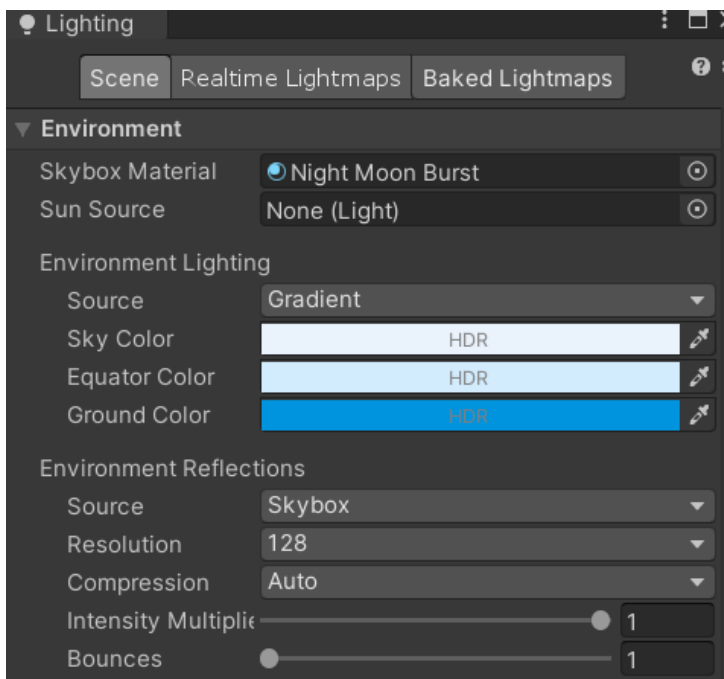 Lighting
Scene Realtime Lightmaps Baked Lightmaps
Environment
Skybox Material Night Moon Burst
Sun Source None (Light)
Environment Lighting
Source Gradient
Sky Color HDR
Equator Color HDR
Ground Color HDR
Environment Reflections
Source Skybox
Resolution 128
Compression Auto
Intensity Multiplie 1
Bounces 1